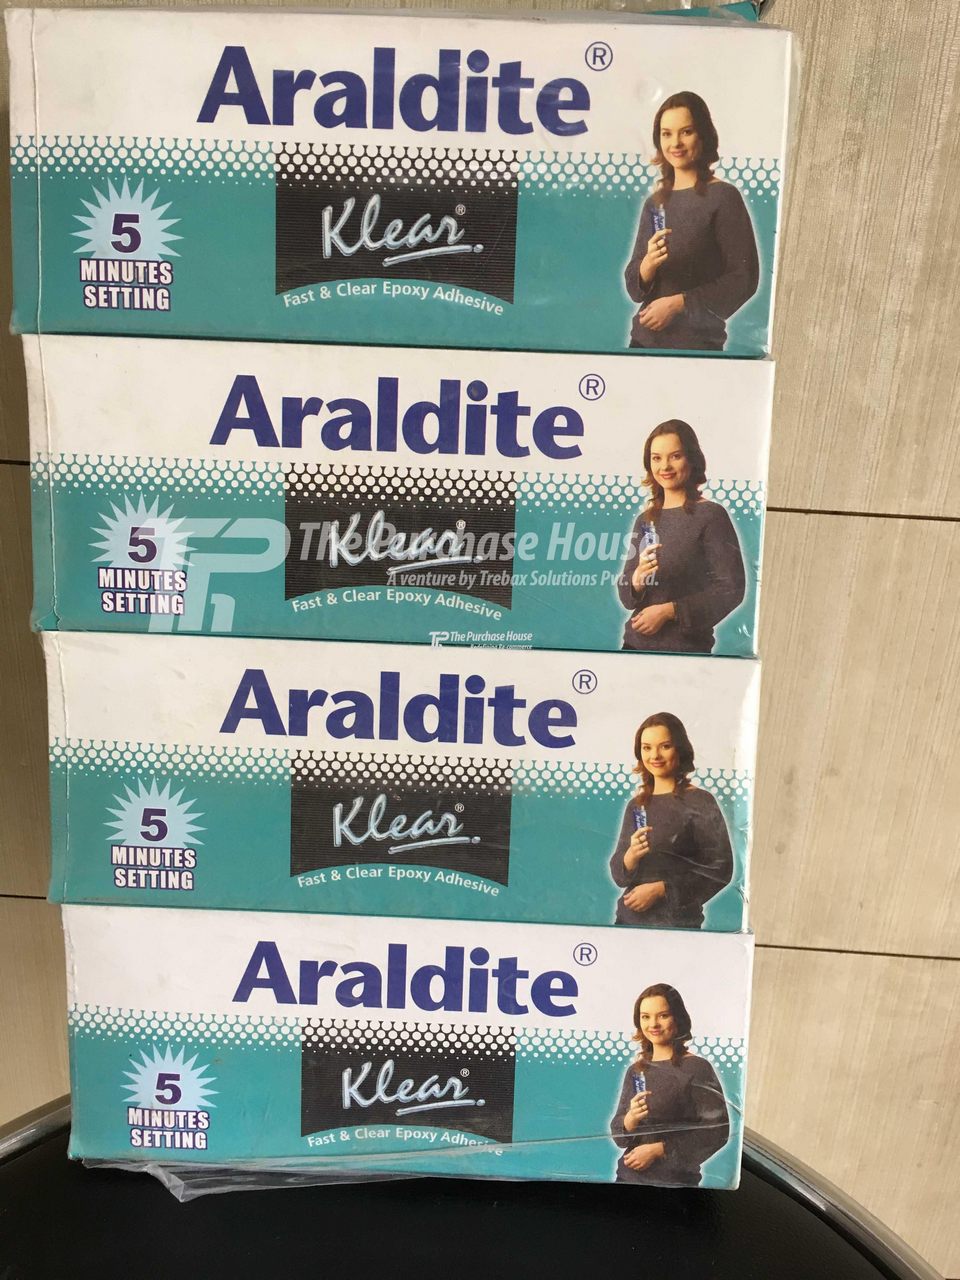 Araldite®
5
MINUTES
SETTING
Klear®
Fast & Clear Epoxy Adhesive
Araldite®
5
MINUTES
SETTING
Klear®
Fast & Clear Epoxy Adhesive
The Purchase House
A venture by Trebax Solutions Pvt. Ltd.
The Purchase House
Araldite®
5
MINUTES
SETTING
Klear®
Fast & Clear Epoxy Adhesive
Araldite®
5
MINUTES
SETTING
Klear®
Fast & Clear Epoxy Adhesive